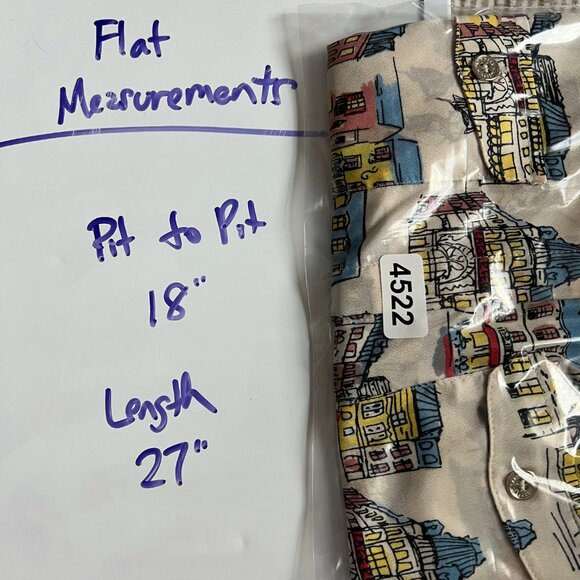 Flat
Measurements
Pit to Pit
18"
Length
27"
4522